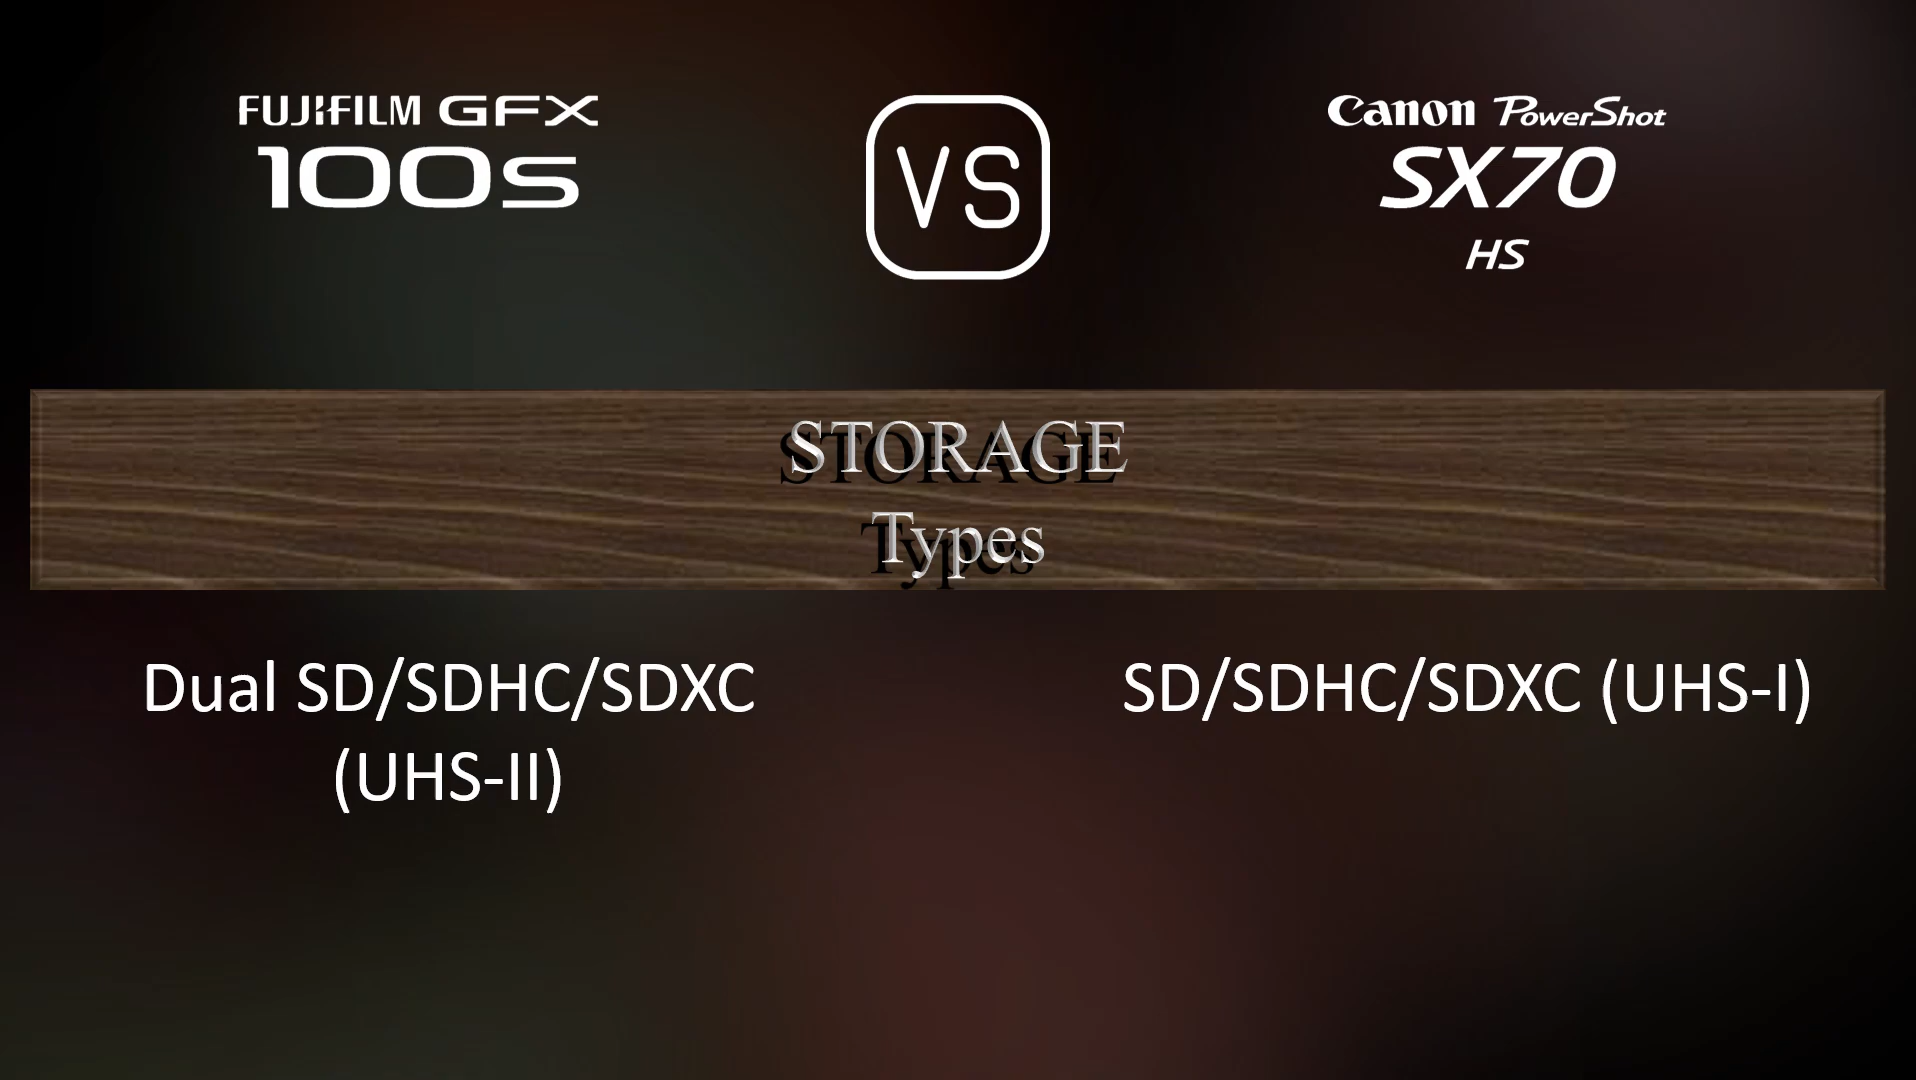 FUJIFILM GFX
100S
VS
Canon PowerShot
SX70
HS
STORAGE
Types
Dual SD/SDHC/SDXC
(UHS-II)
SD/SDHC/SDXC (UHS-I)